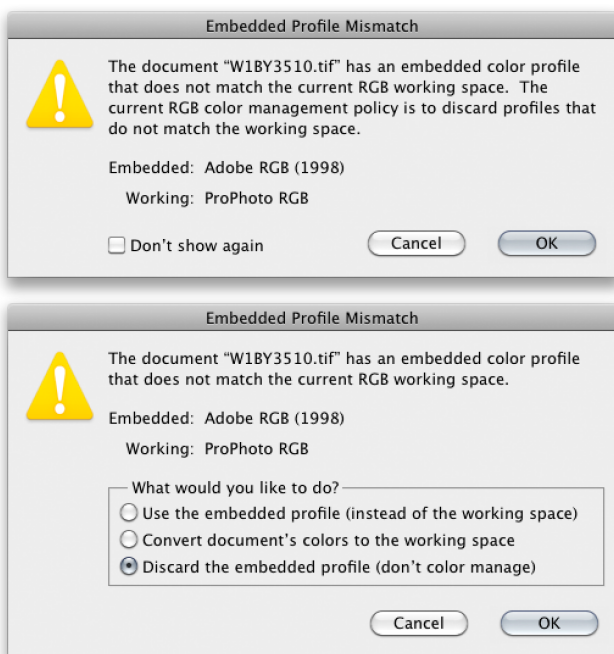 Embedded Profile Mismatch
The document “W1BY3510.tif” has an embedded color profile
that does not match the current RGB working space.  The
current RGB color management policy is to discard profiles that
do not match the working space.
Embedded: Adobe RGB (1998)
Working: ProPhoto RGB
Don’t show again Cancel OK
Embedded Profile Mismatch
The document “W1BY3510.tif” has an embedded color profile
that does not match the current RGB working space.
Embedded: Adobe RGB (1998)
Working: ProPhoto RGB
What would you like to do?
Use the embedded profile (instead of the working space)
Convert document’s colors to the working space
Discard the embedded profile (don’t color manage)
Cancel OK